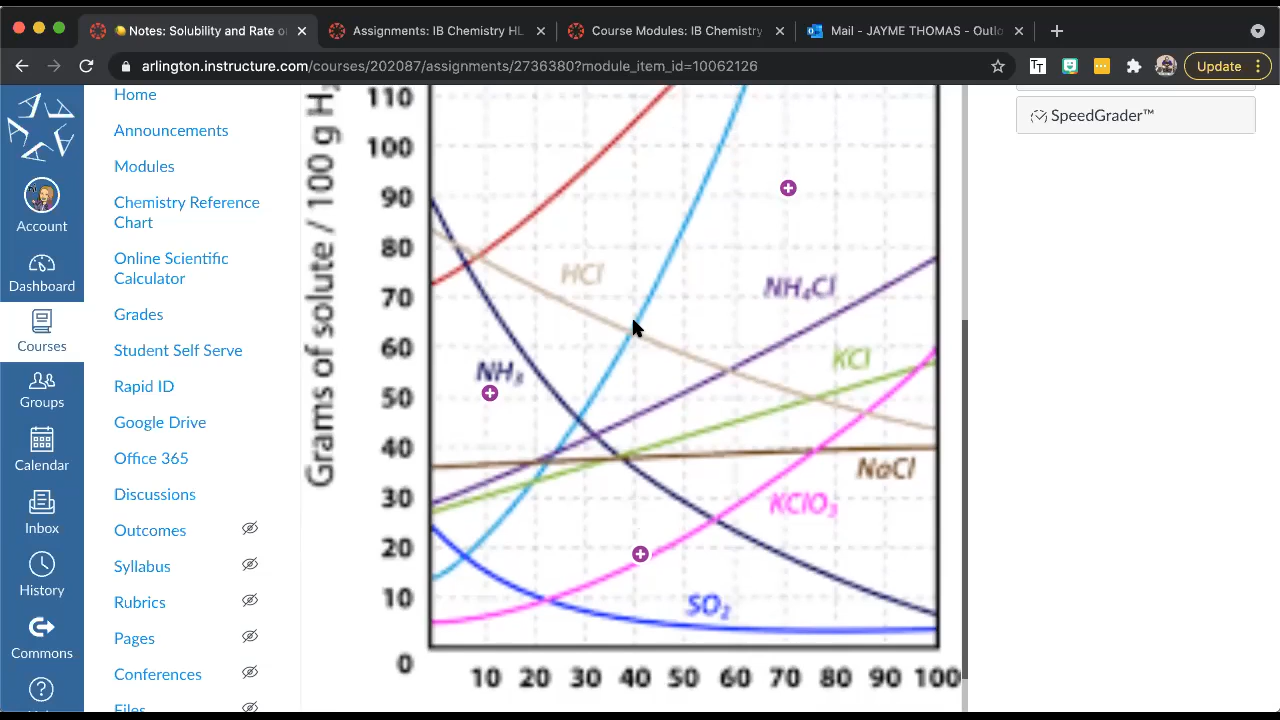 Notes: Solubility and Rate o
Assignments: IB Chemistry HL
Course Modules: IB Chemistry
Mail - JAYME THOMAS - Outlo
arlington.instructure.com/courses/202087/assignments/2736380?module_item_id=10062126
Update
Account
Dashboard
Courses
Groups
Calendar
Inbox
History
Commons
Home
Announcements
Modules
Chemistry Reference
Chart
Online Scientific
Calculator
Grades
Student Self Serve
Rapid ID
Google Drive
Office 365
Discussions
Outcomes
Syllabus
Rubrics
Pages
Conferences
Files
Grams of solute / 100 g H
110
100
90
80
70
60
50
40
30
20
10
0
HCl
NH₄Cl
NH₃
KCl
NaCl
KClO₃
SO₂
10 20 30 40 50 60 70 80 90 100
SpeedGrader™